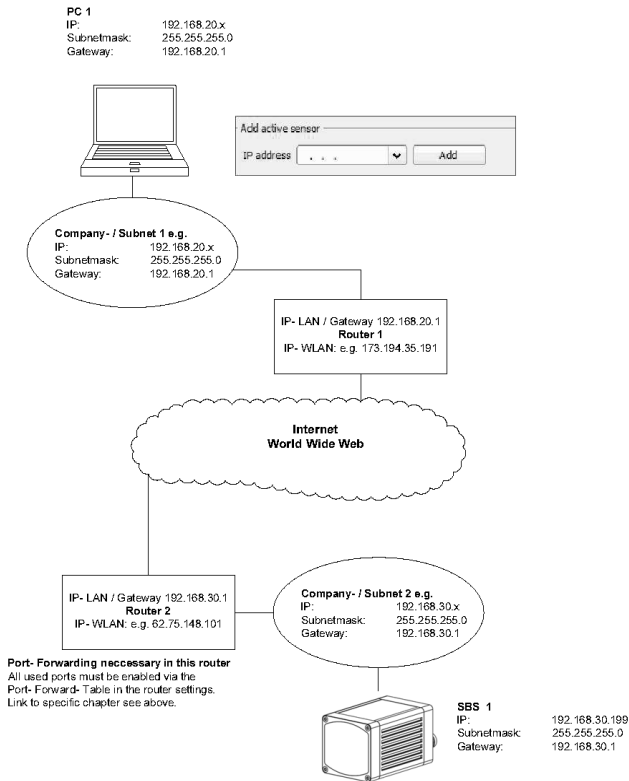 PC 1
IP: 192.168.20.x
Subnetmask: 255.255.255.0
Gateway: 192.168.20.1
Add active sensor
IP address . . . Add
Company- / Subnet 1 e.g.
IP: 192.168.20.x
Subnetmask: 255.255.255.0
Gateway: 192.168.20.1
IP- LAN / Gateway 192.168.20.1
Router 1
IP- WLAN: e.g. 173.194.35.191
Internet
World Wide Web
IP- LAN / Gateway 192.168.30.1
Router 2
IP- WLAN: e.g. 62.75.148.101
Company- / Subnet 2 e.g.
IP: 192.168.30.x
Subnetmask: 255.255.255.0
Gateway: 192.168.30.1
Port- Forwarding neccessary in this router
All used ports must be enabled via the
Port- Forward- Table in the router settings.
Link to specific chapter see above.
SBS 1
IP: 192.168.30.199
Subnetmask: 255.255.255.0
Gateway: 192.168.30.1